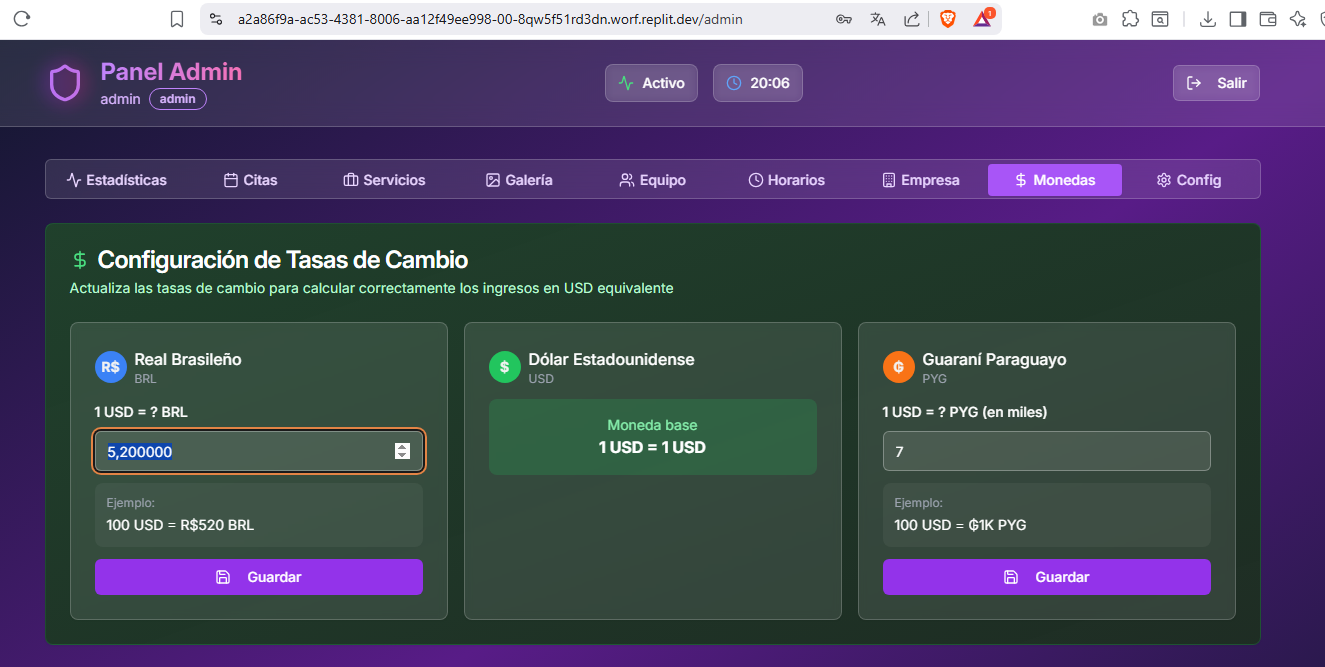 a2a86f9a-ac53-4381-8006-aa12f49ee998-00-8qw5f51rd3dn.worf.replit.dev/admin
1
Panel Admin
admin admin
Activo
20:06
Salir
Estadísticas Citas Servicios Galería Equipo Horarios Empresa $ Monedas Config
$ Configuración de Tasas de Cambio
Actualiza las tasas de cambio para calcular correctamente los ingresos en USD equivalente
R$ Real Brasileño
BRL
1 USD = ? BRL
5,200000
Ejemplo:
100 USD = R$520 BRL
Guardar
$ Dólar Estadounidense
USD
Moneda base
1 USD = 1 USD
₲ Guaraní Paraguayo
PYG
1 USD = ? PYG (en miles)
7
Ejemplo:
100 USD = ₲1K PYG
Guardar